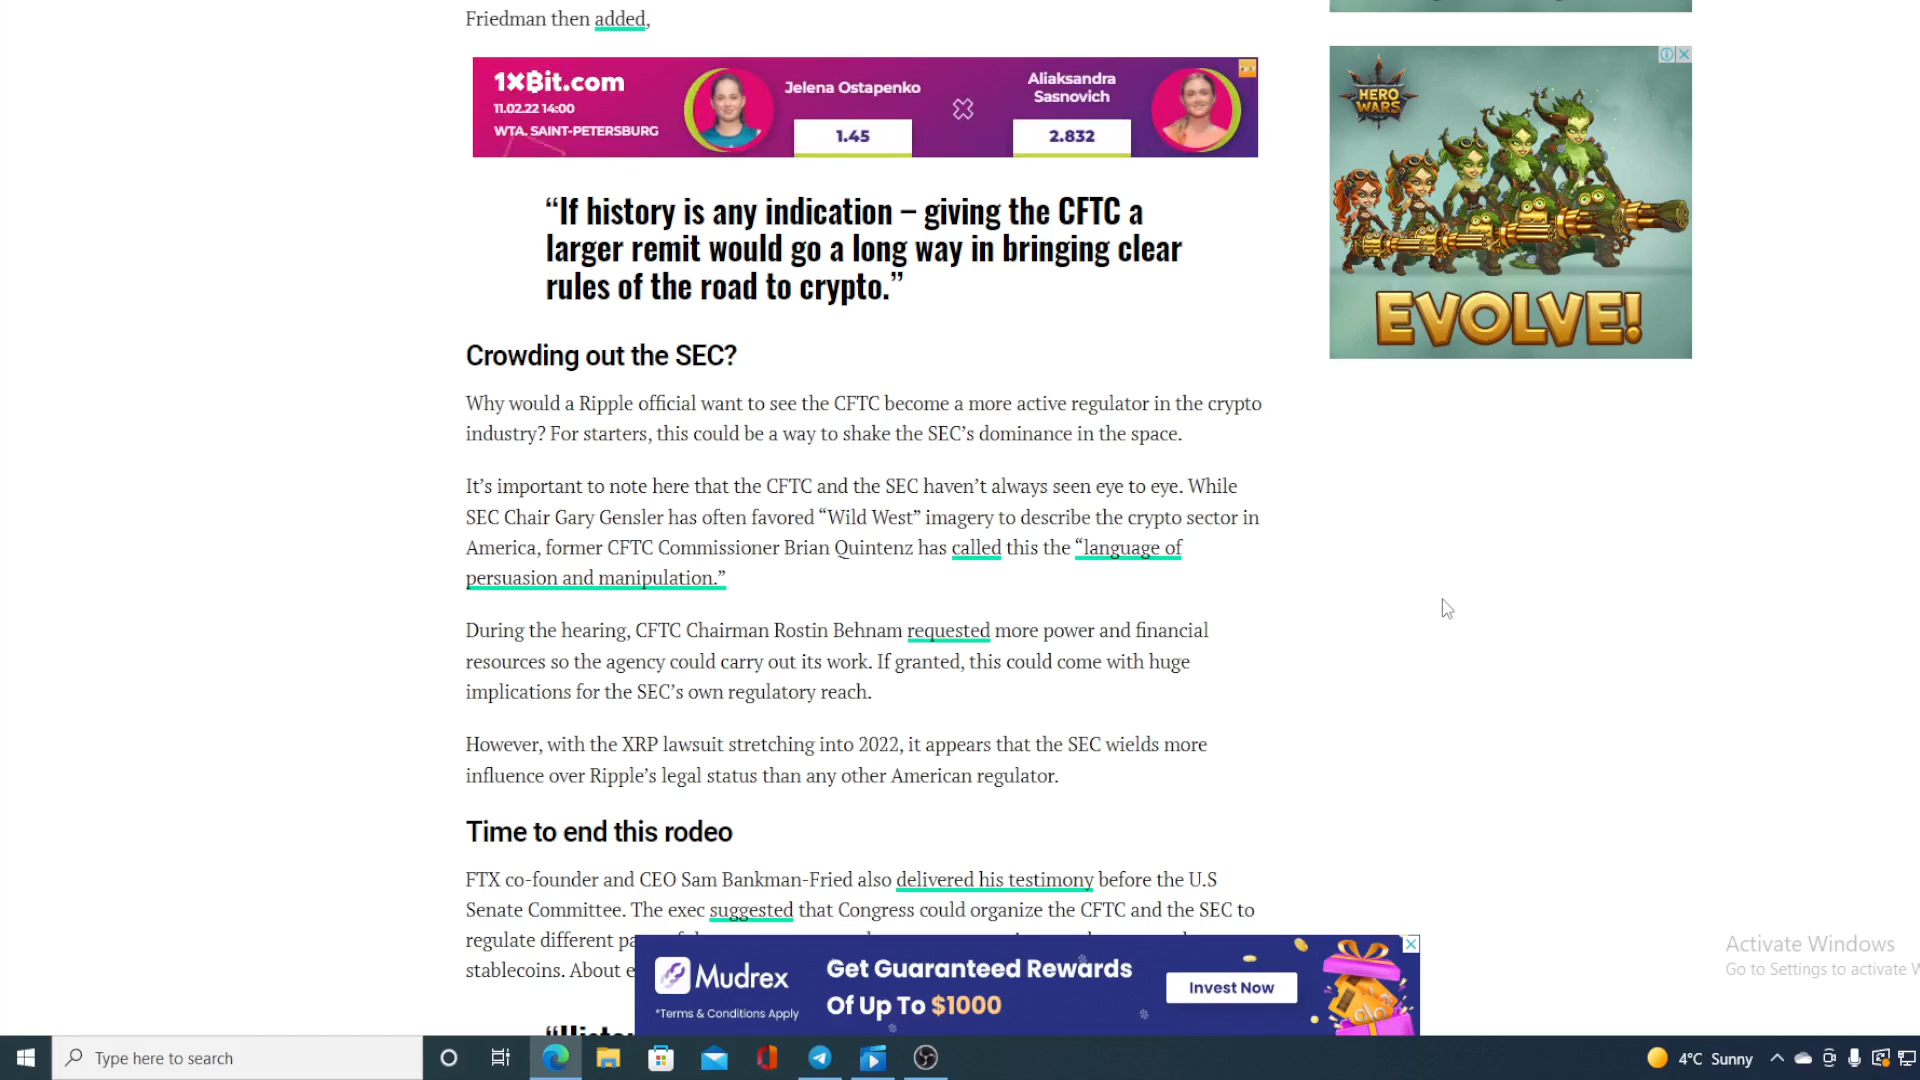 Friedman then added,
1XBit.com
11.02.22 14:00
WTA. SAINT-PETERSBURG
Jelena Ostapenko
1.45
Aliaksandra
Sasnovich
2.832
HERO
WARS
EVOLVE!
“If history is any indication – giving the CFTC a
larger remit would go a long way in bringing clear
rules of the road to crypto.”
Crowding out the SEC?
Why would a Ripple official want to see the CFTC become a more active regulator in the crypto
industry? For starters, this could be a way to shake the SEC’s dominance in the space.
It’s important to note here that the CFTC and the SEC haven’t always seen eye to eye. While
SEC Chair Gary Gensler has often favored “Wild West” imagery to describe the crypto sector in
America, former CFTC Commissioner Brian Quintenz has called this the “language of
persuasion and manipulation.”
During the hearing, CFTC Chairman Rostin Behnam requested more power and financial
resources so the agency could carry out its work. If granted, this could come with huge
implications for the SEC’s own regulatory reach.
However, with the XRP lawsuit stretching into 2022, it appears that the SEC wields more
influence over Ripple’s legal status than any other American regulator.
Time to end this rodeo
FTX co-founder and CEO Sam Bankman-Fried also delivered his testimony before the U.S
Senate Committee. The exec suggested that Congress could organize the CFTC and the SEC to
regulate different
stablecoins. About
Mudrex
*Terms & Conditions Apply
Get Guaranteed Rewards
Of Up To $1000
Invest Now
Activate Windows
Go to Settings to activate
Type here to search
4°C Sunny